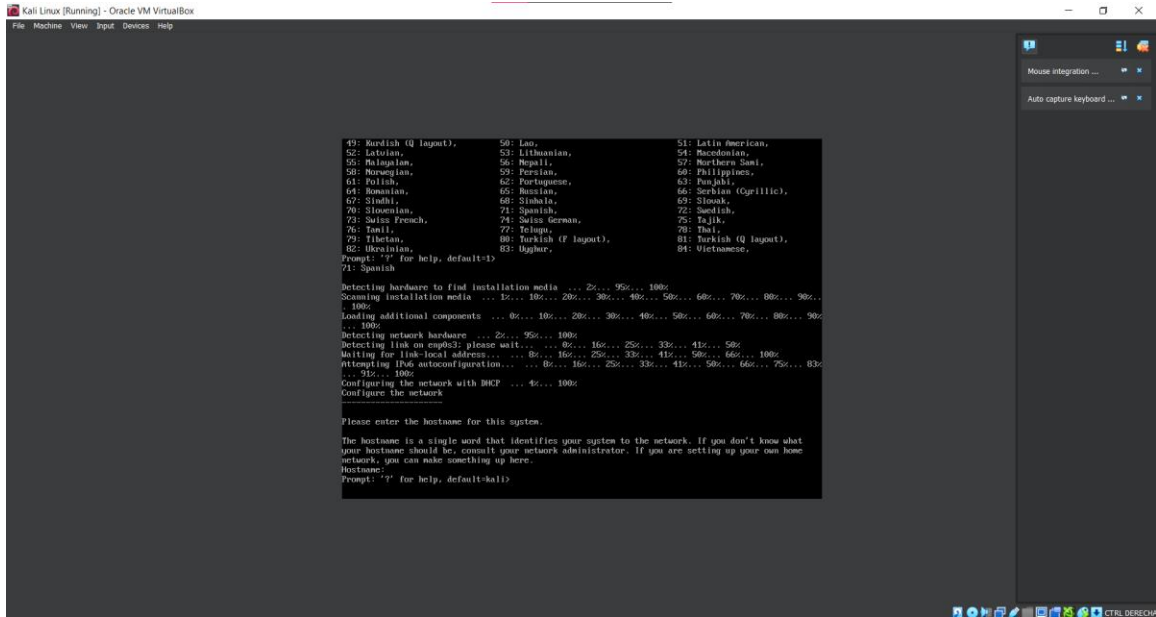 Kali Linux [Running] - Oracle VM VirtualBox
File Machine View Input Devices Help
Mouse integration ...
Auto capture keyboard ...
49: Kurdish (Q layout), 50: Lao, 51: Latin American,
52: Latvian, 53: Lithuanian, 54: Macedonian,
55: Malayalam, 56: Nepali, 57: Northern Sami,
58: Norwegian, 59: Persian, 60: Philippines,
61: Polish, 62: Portuguese, 63: Punjabi,
64: Romanian, 65: Russian, 66: Serbian (Cyrillic),
67: Sindhi, 68: Sinhala, 69: Slovak,
70: Slovenian, 71: Spanish, 72: Swedish,
73: Swiss French, 74: Swiss German, 75: Tajik,
76: Tamil, 77: Telugu, 78: Thai,
79: Tibetan, 80: Turkish (F layout), 81: Turkish (Q layout),
82: Ukrainian, 83: Uyghur, 84: Vietnamese,
Prompt: '?' for help, default=1>
71: Spanish
Detecting hardware to find installation media ... 2%... 95%... 100%
Scanning installation media ... 1%... 10%... 20%... 30%... 40%... 50%... 60%... 70%... 80%... 90%..
. 100%
Loading additional components ... 0%... 10%... 20%... 30%... 40%... 50%... 60%... 70%... 80%... 90%
... 100%
Detecting network hardware ... 2%... 95%... 100%
Detecting link on enp0s3; please wait... ... 0%... 16%... 25%... 33%... 41%... 50%
Waiting for link-local address... ... 8%... 16%... 25%... 33%... 41%... 50%... 66%... 100%
Attempting IPv6 autoconfiguration... ... 8%... 16%... 25%... 33%... 41%... 50%... 66%... 75%... 83%
... 91%... 100%
Configuring the network with DHCP ... 4%... 100%
Configure the network
---------------------
Please enter the hostname for this system.
The hostname is a single word that identifies your system to the network. If you don't know what
your hostname should be, consult your network administrator. If you are setting up your own home
network, you can make something up here.
Hostname:
Prompt: '?' for help, default=kali>
CTRL DERECHA